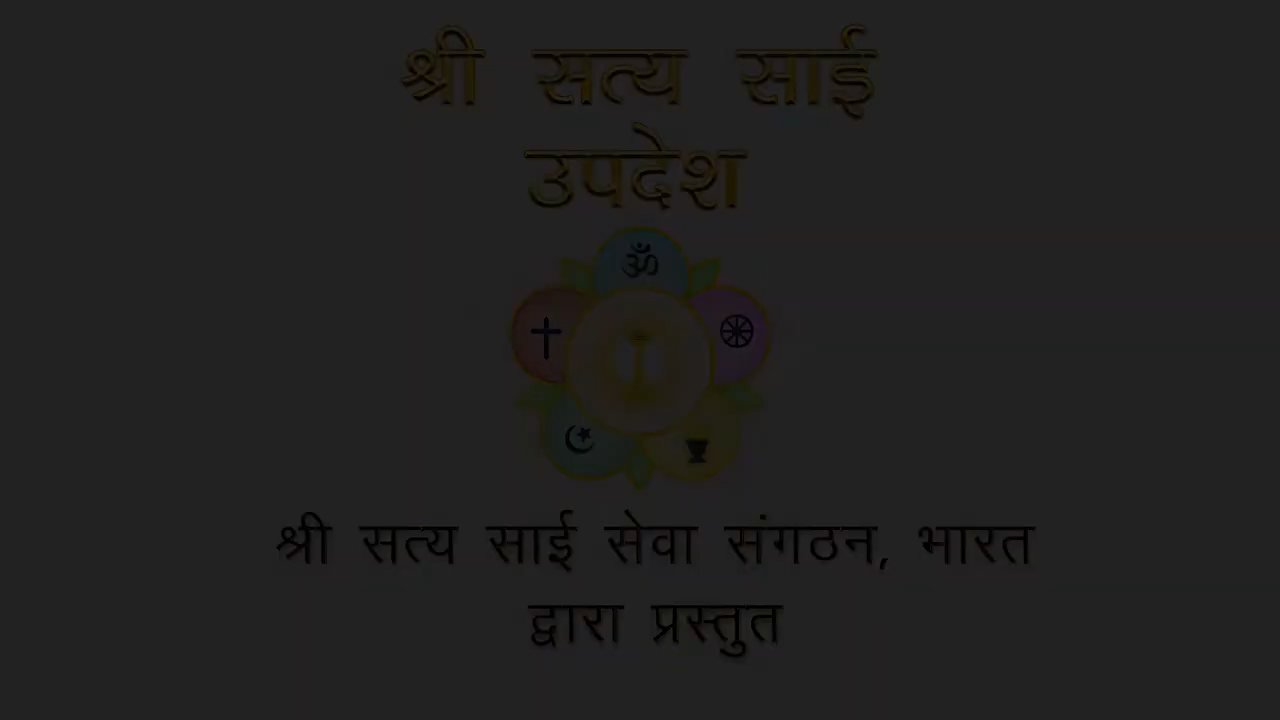 श्री सत्य साई
उपदेश
ॐ
श्री सत्य साई सेवा संगठन, भारत
द्वारा प्रस्तुत